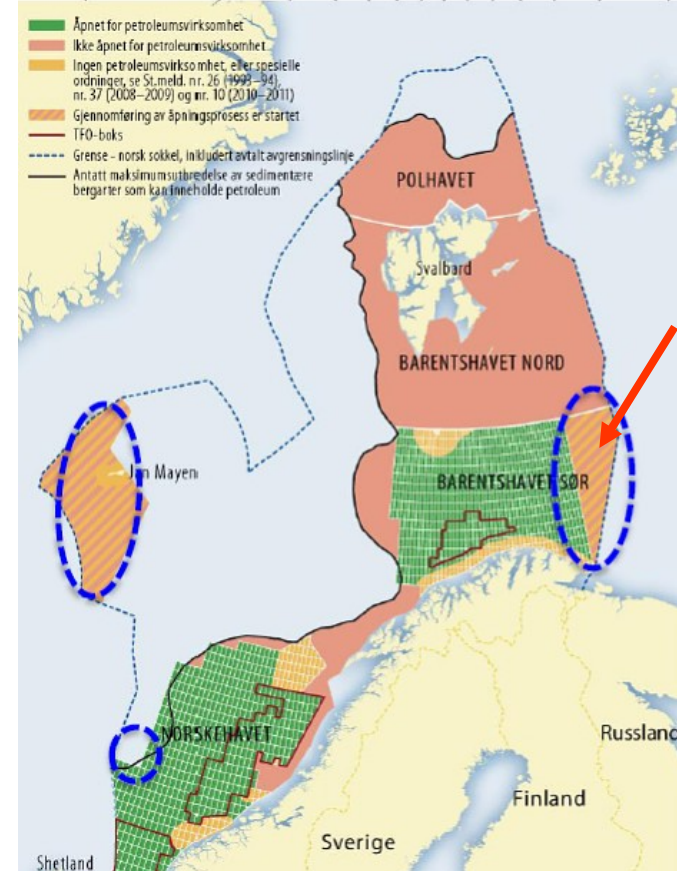 Åpnet for petroleumsvirksomhet
Ikke åpnet for petroleumsvirksomhet
Ingen petroleumsvirksomhet, eller spesielle
ordninger, se St.meld. nr. 26 (1993–94),
nr. 37 (2008–2009) og nr. 10 (2010–2011)
Gjennomføring av åpningsprosess er startet
TFO-boks
Grense - norsk sokkel, inkludert avtalt avgrensningslinje
Antatt maksimumsutbredelse av sedimentære
bergarter som kan inneholde petroleum
POLHAVET
Svalbard
BARENTSHAVET NORD
Jan Mayen
BARENTSHAVET SØR
NORSKEHAVET
Russland
Finland
Sverige
Shetland